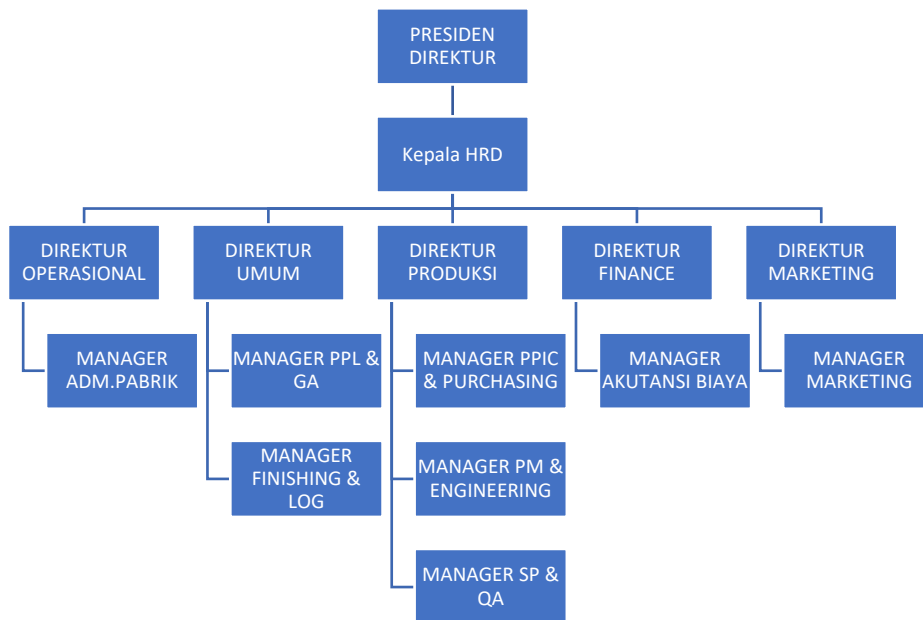 PRESIDEN
DIREKTUR
Kepala HRD
DIREKTUR
OPERASIONAL
DIREKTUR
UMUM
DIREKTUR
PRODUKSI
DIREKTUR
FINANCE
DIREKTUR
MARKETING
MANAGER
ADM.PABRIK
MANAGER PPL &
GA
MANAGER PPIC
& PURCHASING
MANAGER
AKUTANSI BIAYA
MANAGER
MARKETING
MANAGER
FINISHING &
LOG
MANAGER PM &
ENGINEERING
MANAGER SP &
QA